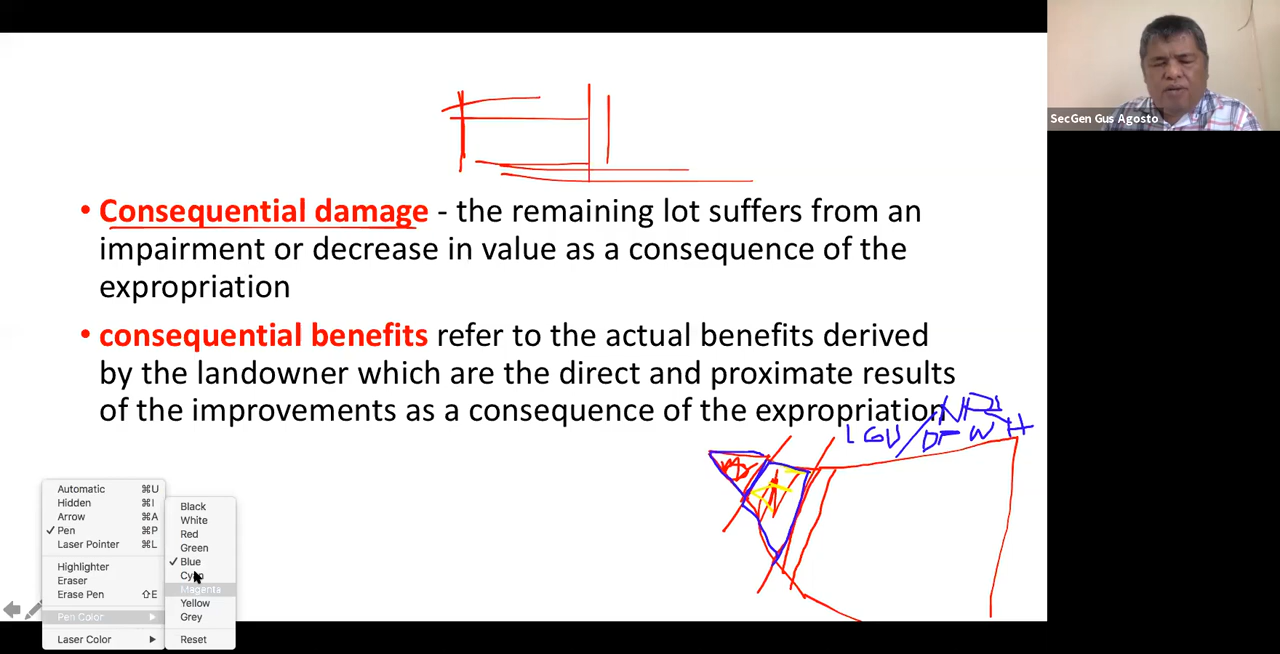 SecGen Gus Agosto
• Consequential damage - the remaining lot suffers from an
impairment or decrease in value as a consequence of the
expropriation
• consequential benefits refer to the actual benefits derived
by the landowner which are the direct and proximate results
of the improvements as a consequence of the expropriation
LGU/
Automatic ⌘U
Hidden ⌘I
Arrow ⌘A
✓ Pen ⌘P
Laser Pointer ⌘L
Highlighter
Eraser
Erase Pen ⇧E
Pen Color
Laser Color
Black
White
Red
Green
✓ Blue
Magenta
Yellow
Grey
Reset